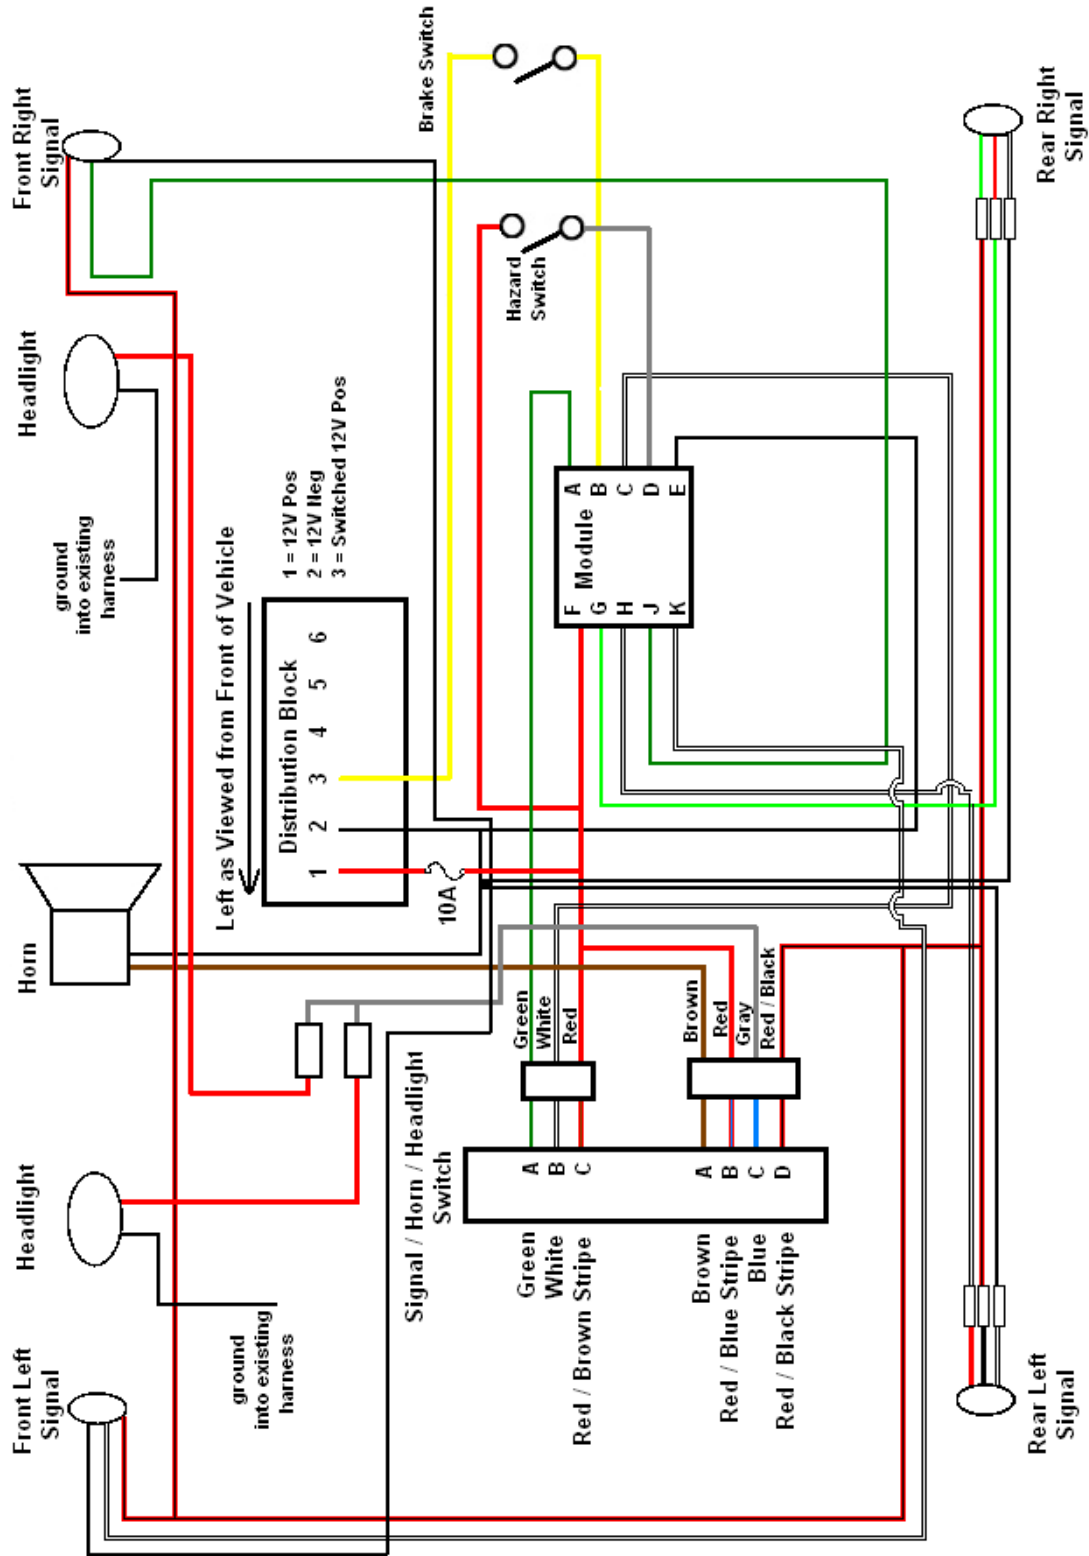 Front Left
Signal
Headlight
Horn
Headlight
Front Right
Signal
ground
into existing
harness
ground
into existing
harness
Left as Viewed from Front of Vehicle
Distribution Block
1 2 3 4 5 6
1 = 12V Pos
2 = 12V Neg
3 = Switched 12V Pos
10A
Brake Switch
Hazard
Switch
Signal / Horn / Headlight
Switch
Green
White
Red / Brown Stripe
Brown
Red / Blue Stripe
Blue
Red / Black Stripe
A
B
C
A
B
C
D
Green
White
Red
Brown
Red
Gray
Red / Black
Module
F A
G B
H C
J D
K E
Rear Left
Signal
Rear Right
Signal